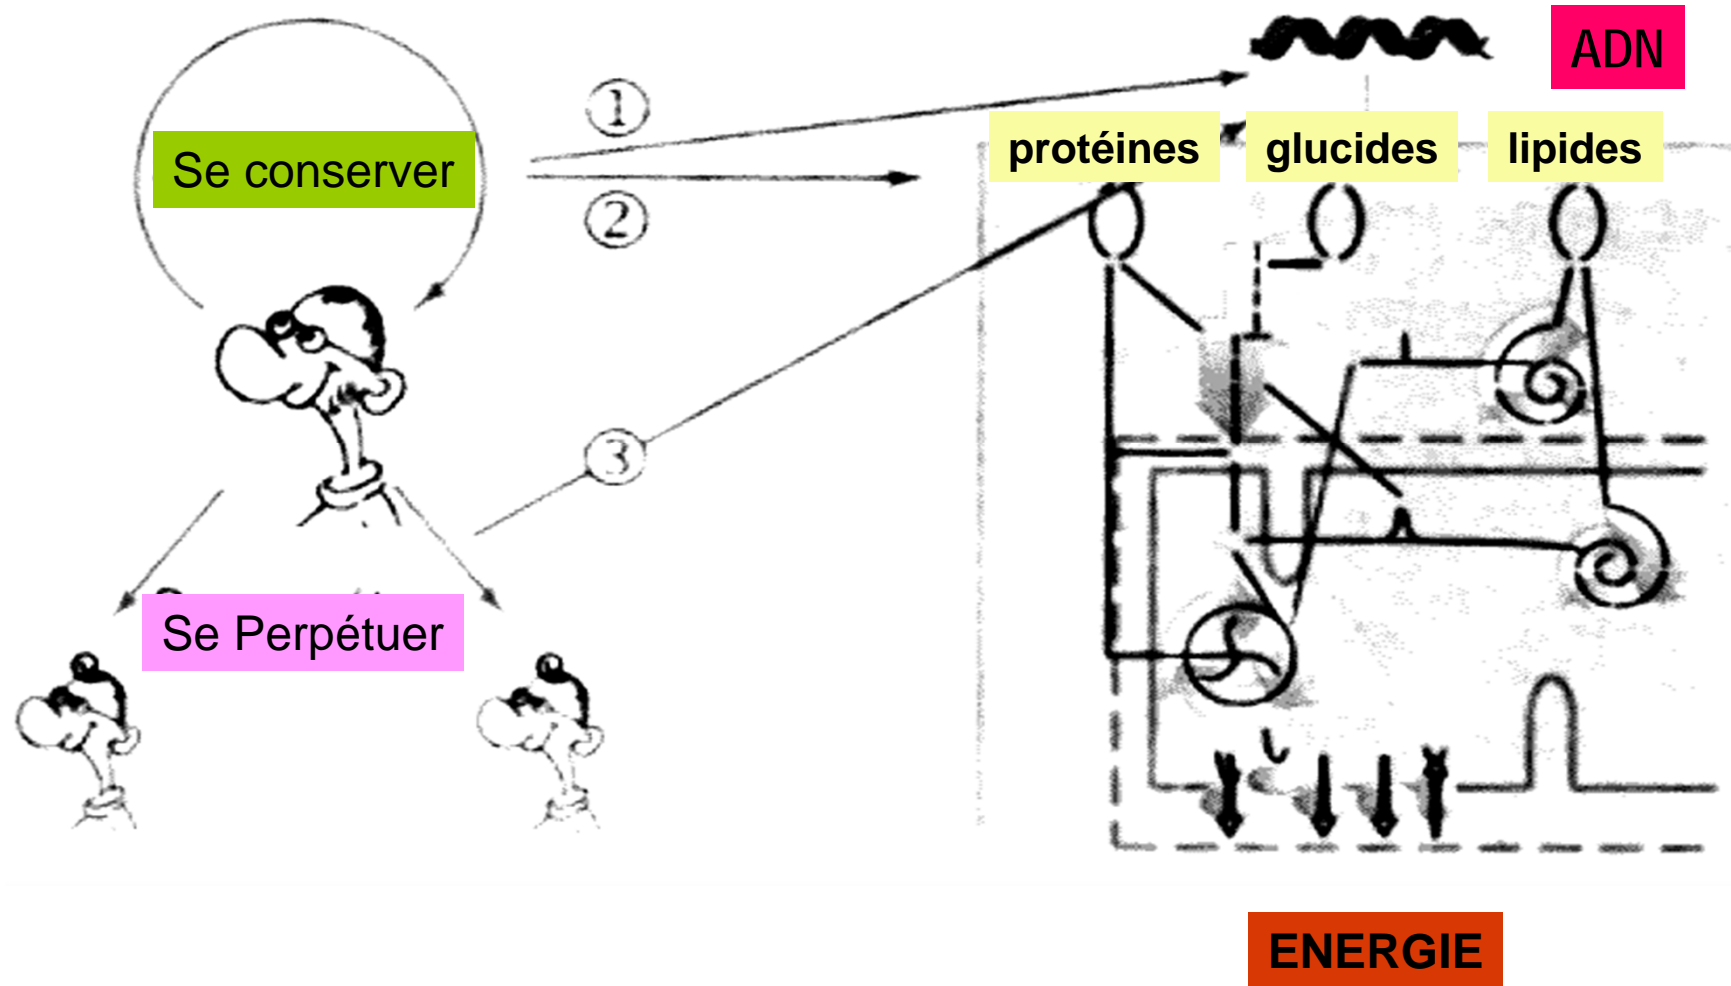 ADN
①
protéines glucides lipides
Se conserver
②
③
Se Perpétuer
ENERGIE